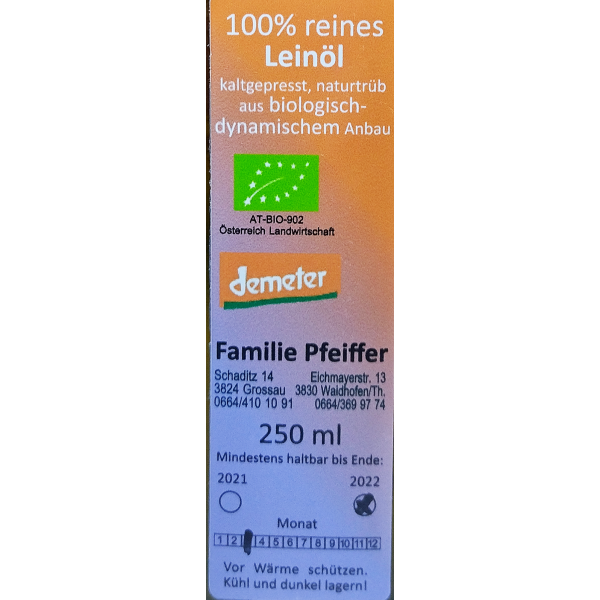 100% reines
Leinöl
kaltgepresst, naturtrüb
aus biologisch-
dynamischem Anbau
AT-BIO-902
Österreich Landwirtschaft
demeter
Familie Pfeiffer
Schaditz 14 Eichmayerstr. 13
3824 Grossau 3830 Waidhofen/Th.
0664/410 10 91 0664/369 97 74
250 ml
Mindestens haltbar bis Ende:
2021 2022
Monat
1 2 4 5 6 7 8 9 10 11 12
Vor Wärme schützen.
Kühl und dunkel lagern!